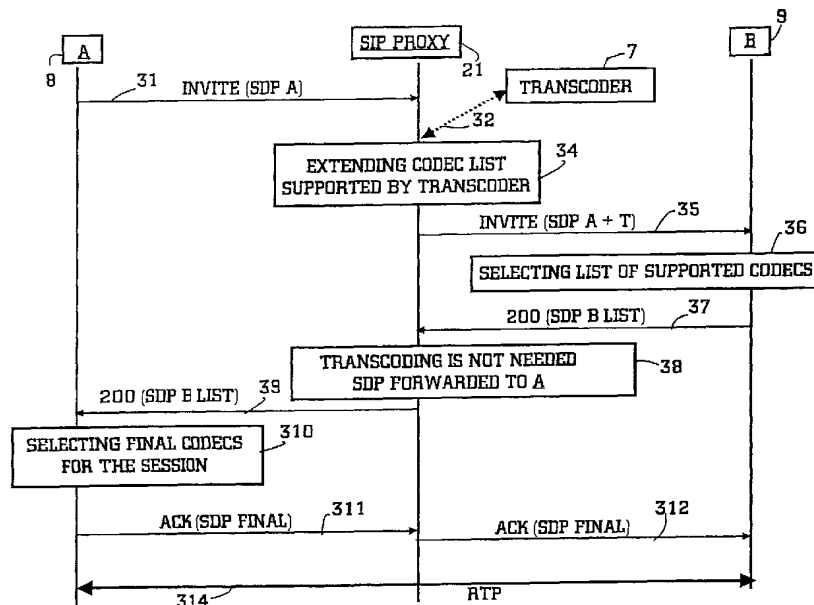 A
8
SIP PROXY
21
B
9
7
TRANSCODER
31
INVITE (SDP A)
32
EXTENDING CODEC LIST
SUPPORTED BY TRANSCODER
34
INVITE (SDP A + T)
35
36
SELECTING LIST OF SUPPORTED CODECS
200 (SDP B LIST)
37
TRANSCODING IS NOT NEEDED
SDP FORWARDED TO A
38
200 (SDP B LIST)
39
SELECTING FINAL CODECS
FOR THE SESSION
310
ACK (SDP FINAL)
311
ACK (SDP FINAL)
312
314
RTP